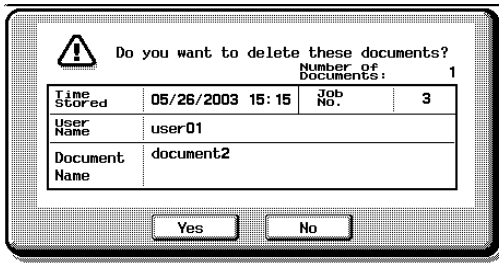 Do you want to delete these documents?
Number of
Documents: 1
Time
stored 05/26/2003 15:15 Job
No. 3
User
Name user01
Document
Name document2
Yes No